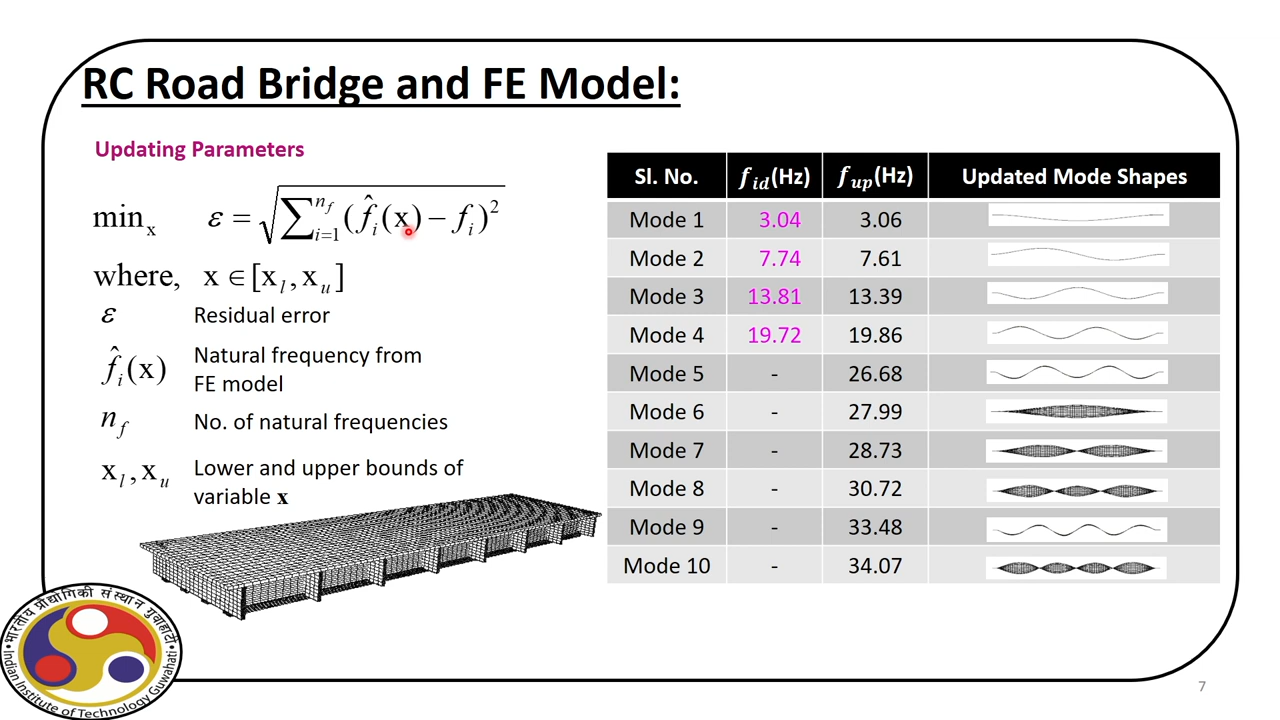 RC Road Bridge and FE Model:
Updating Parameters
min_x ε = √(∑_{i=1}^{n_f} (f̂_i(x) − f_i)²)
where, x ∈ [x_l, x_u]
ε Residual error
f̂_i(x) Natural frequency from
FE model
n_f No. of natural frequencies
x_l, x_u Lower and upper bounds of
variable x
Sl. No. f_id(Hz) f_up(Hz) Updated Mode Shapes
Mode 1 3.04 3.06
Mode 2 7.74 7.61
Mode 3 13.81 13.39
Mode 4 19.72 19.86
Mode 5 - 26.68
Mode 6 - 27.99
Mode 7 - 28.73
Mode 8 - 30.72
Mode 9 - 33.48
Mode 10 - 34.07
भारतीय प्रौद्योगिकी संस्थान गुवाहाटी
Indian Institute of Technology Guwahati
7